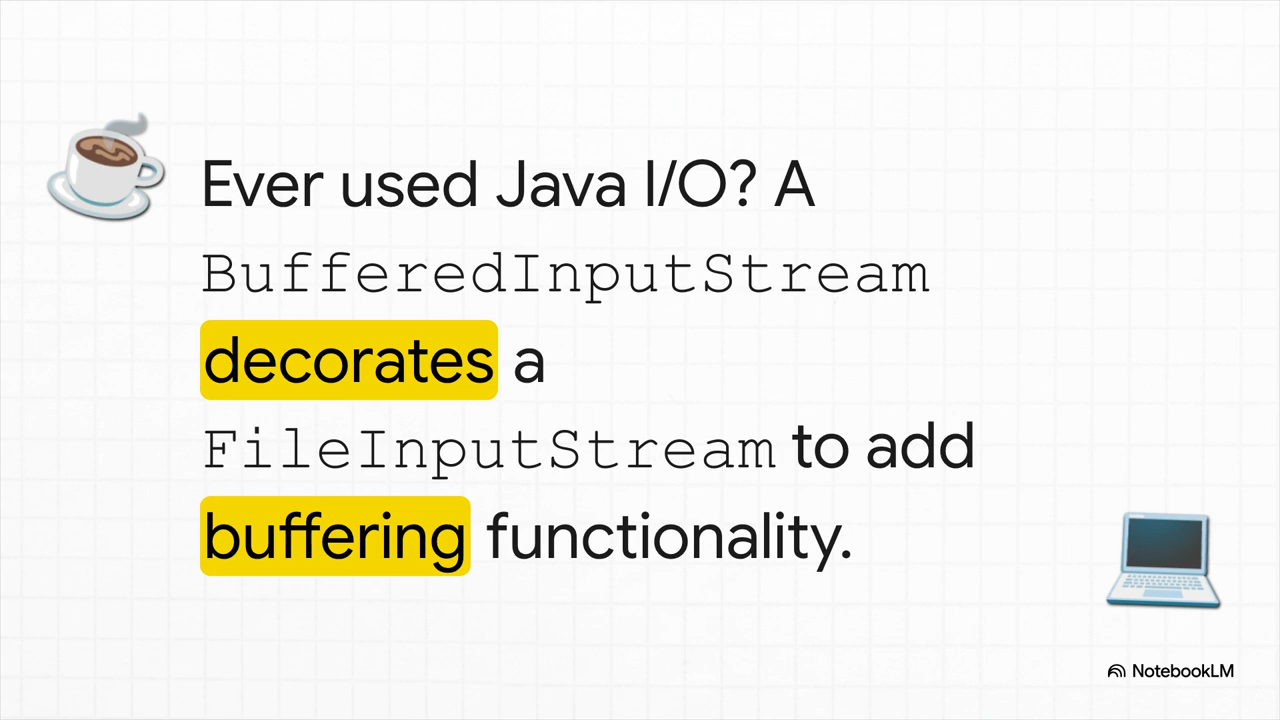 Ever used Java I/O? A
BufferedInputStream
decorates a
FileInputStream to add
buffering functionality.
NotebookLM